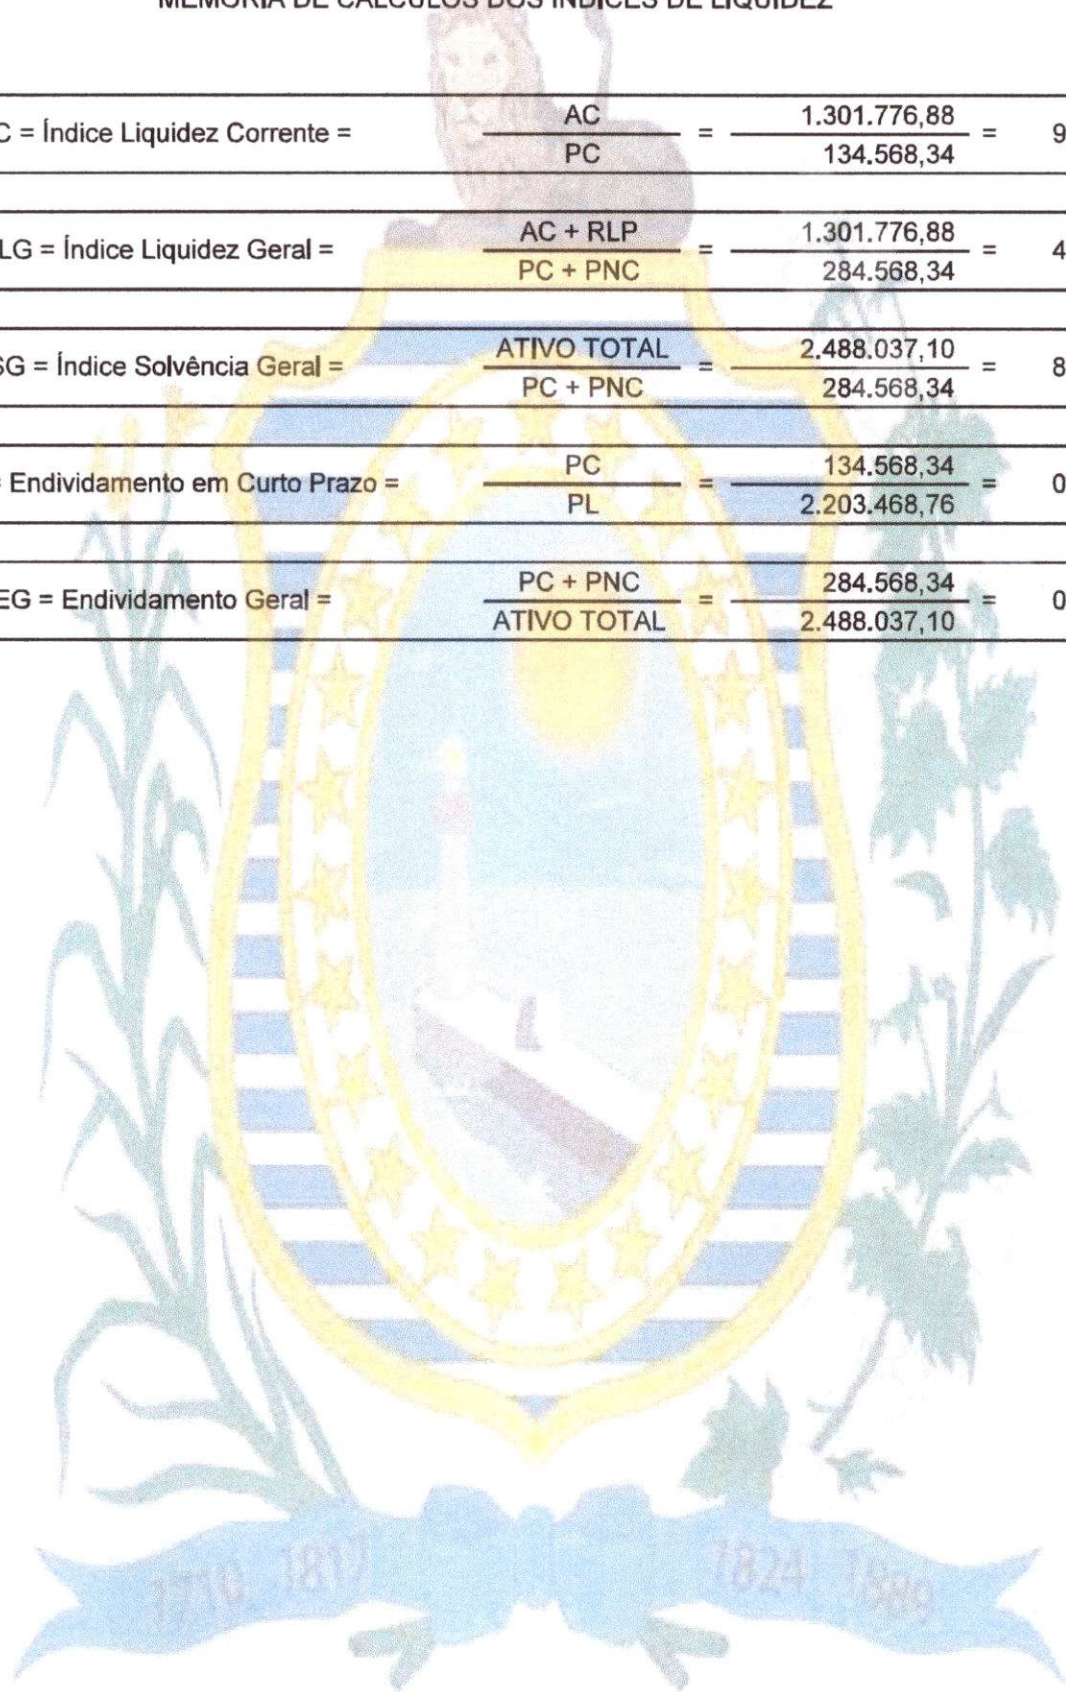 MEMÓRIA DE CÁLCULOS DOS ÍNDICES DE LIQUIDEZ
C = Índice Liquidez Corrente = AC = 1.301.776,88 = 9
PC 134.568,34
LG = Índice Liquidez Geral = AC + RLP = 1.301.776,88 = 4
PC + PNC 284.568,34
SG = Índice Solvência Geral = ATIVO TOTAL = 2.488.037,10 = 8
PC + PNC 284.568,34
= Endividamento em Curto Prazo = PC = 134.568,34 = 0
PL 2.203.468,76
EG = Endividamento Geral = PC + PNC = 284.568,34 = 0
ATIVO TOTAL 2.488.037,10
1710 1817 1824 1889